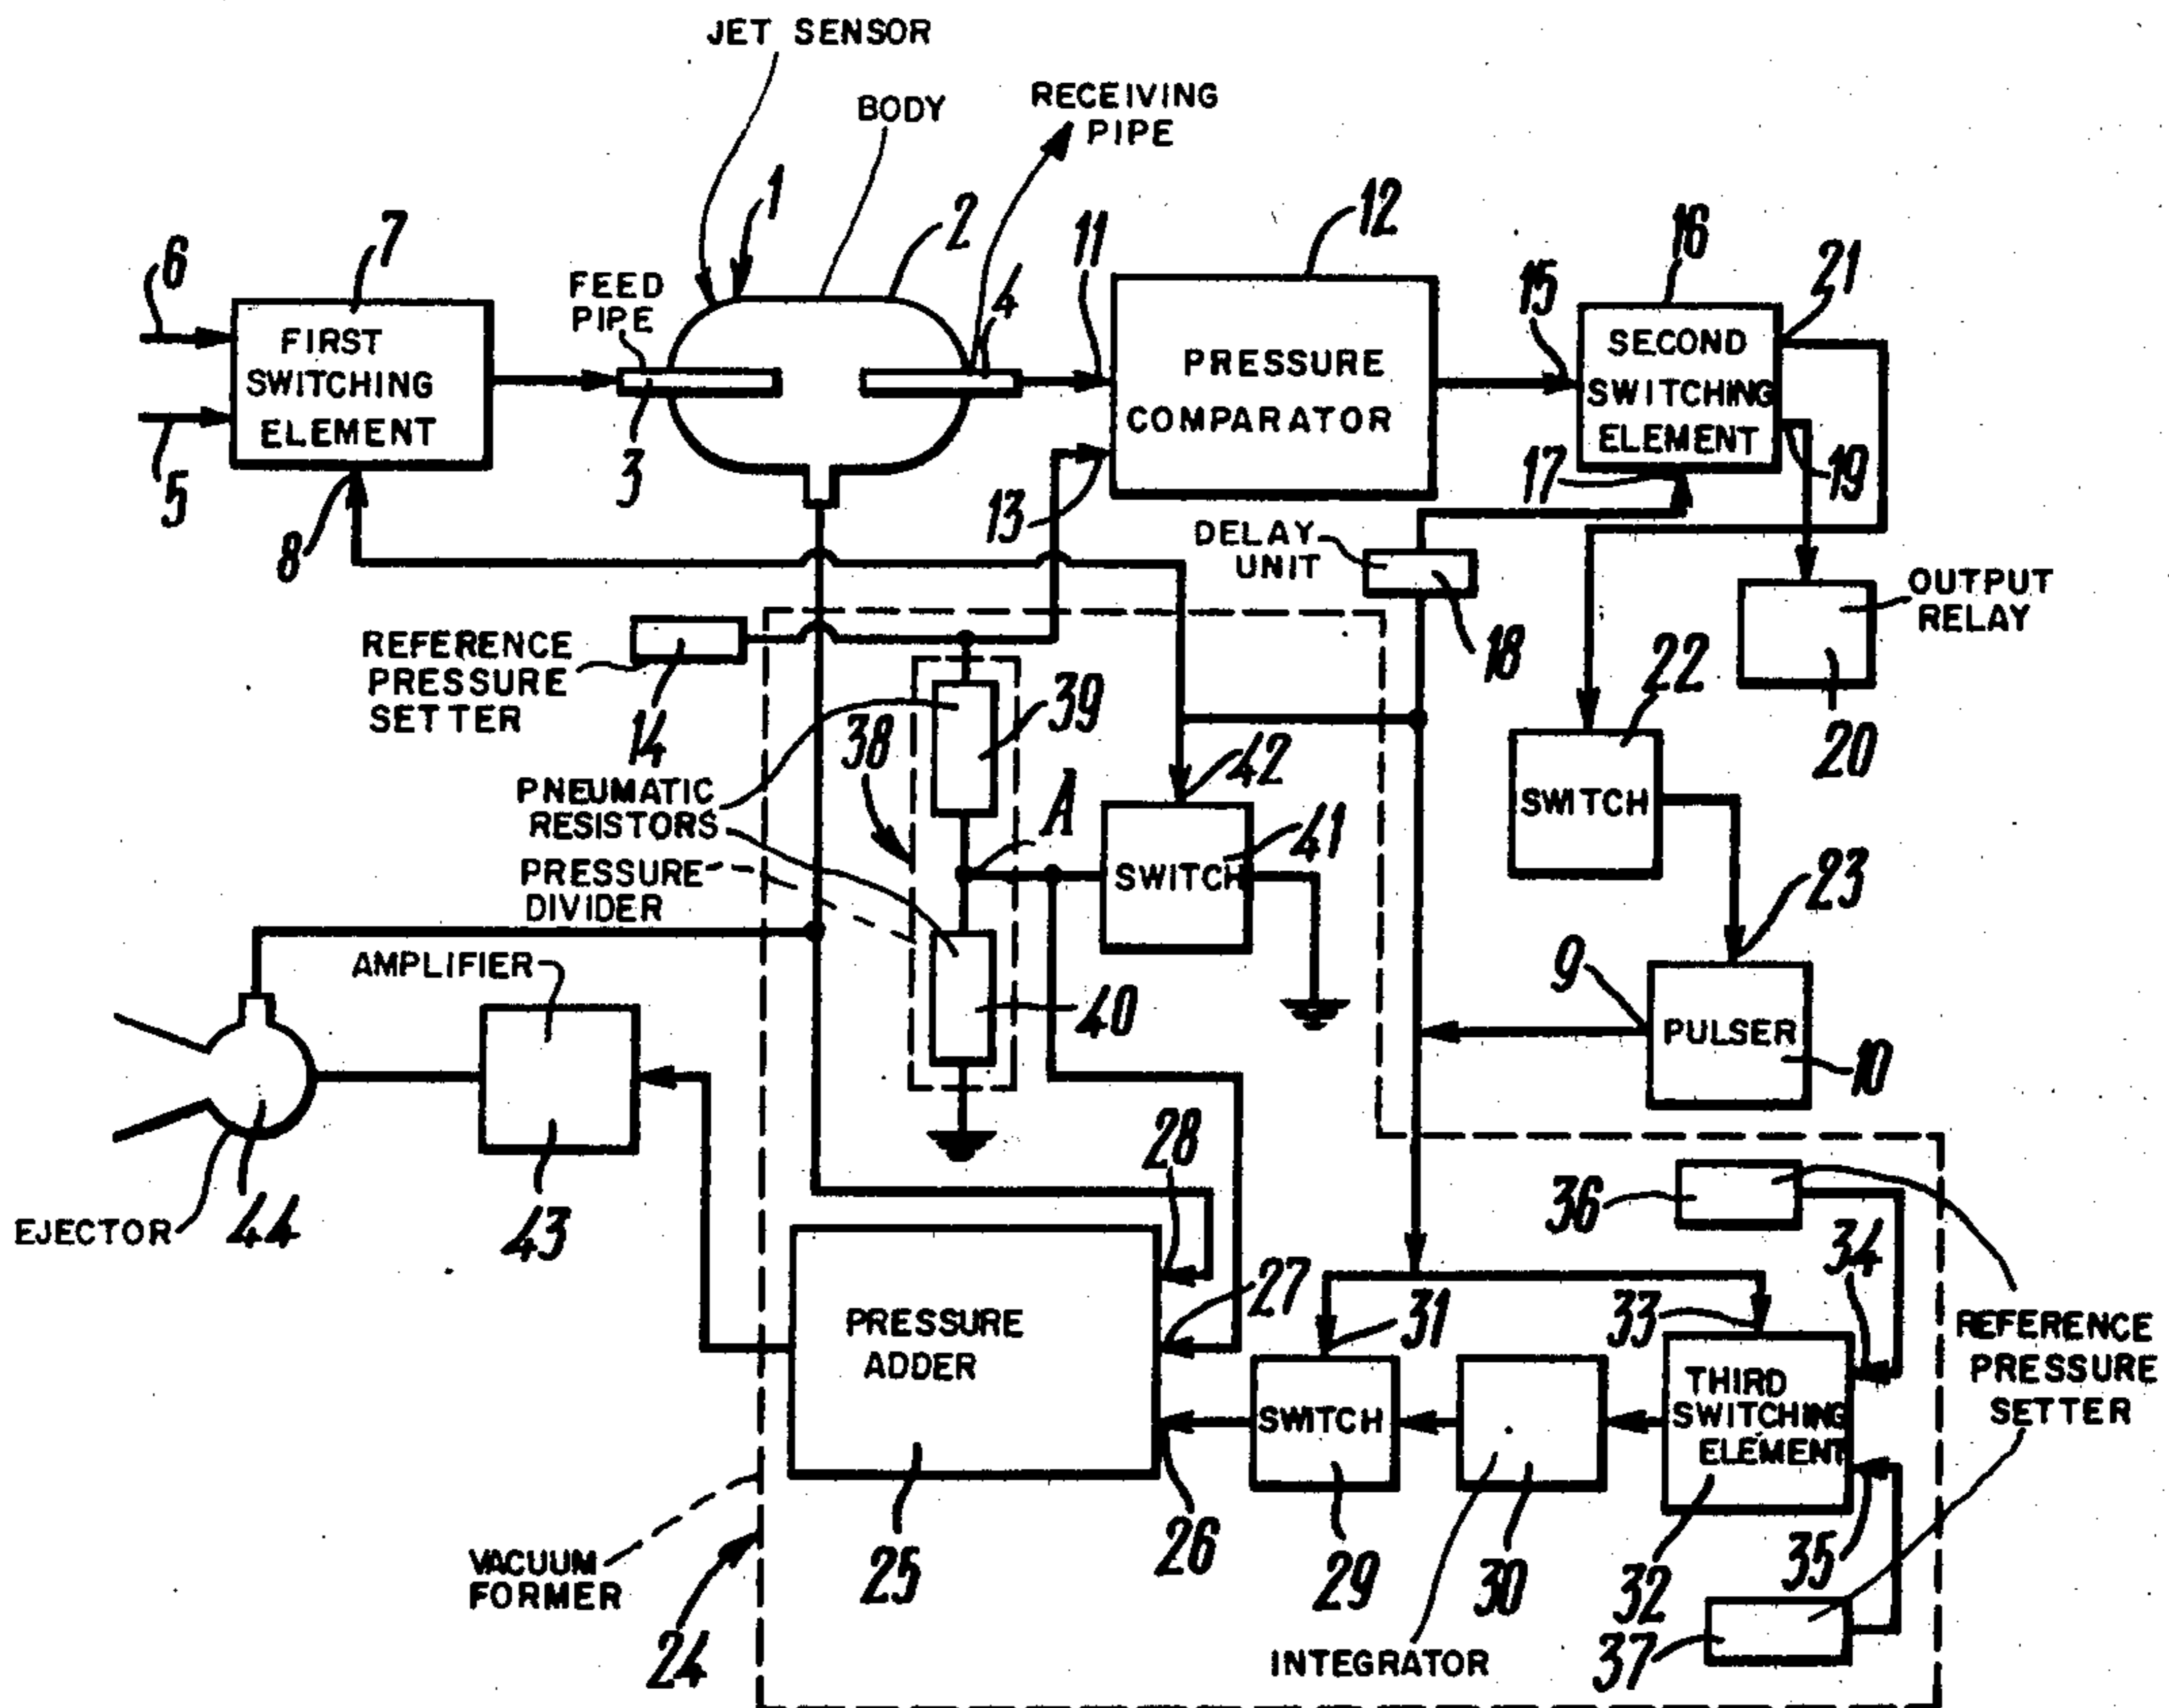 JET SENSOR
BODY
RECEIVING
PIPE
1
2
4
11
12
16
21
15
7
6
5
8
FIRST
SWITCHING
ELEMENT
FEED
PIPE
3
PRESSURE
COMPARATOR
13
SECOND
SWITCHING
ELEMENT
17
19
DELAY
UNIT
18
OUTPUT
RELAY
20
REFERENCE
PRESSURE
SETTER
14
38
39
22
SWITCH
PNEUMATIC
RESISTORS
A
42
SWITCH
41
PRESSURE
DIVIDER
40
23
9
PULSER
10
AMPLIFIER
43
EJECTOR
44
28
27
36
34
31
33
REFERENCE
PRESSURE
SETTER
PRESSURE
ADDER
25
26
SWITCH
29
30
INTEGRATOR
THIRD
SWITCHING
ELEMENT
32
35
37
VACUUM
FORMER
24